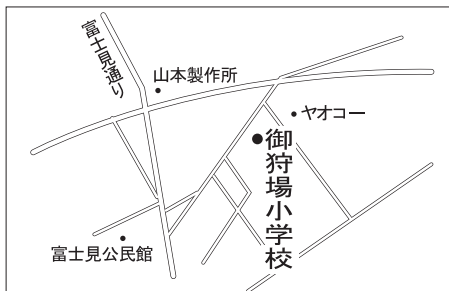 富士見通り
山本製作所
ヤオコー
御狩場小学校
富士見公民館